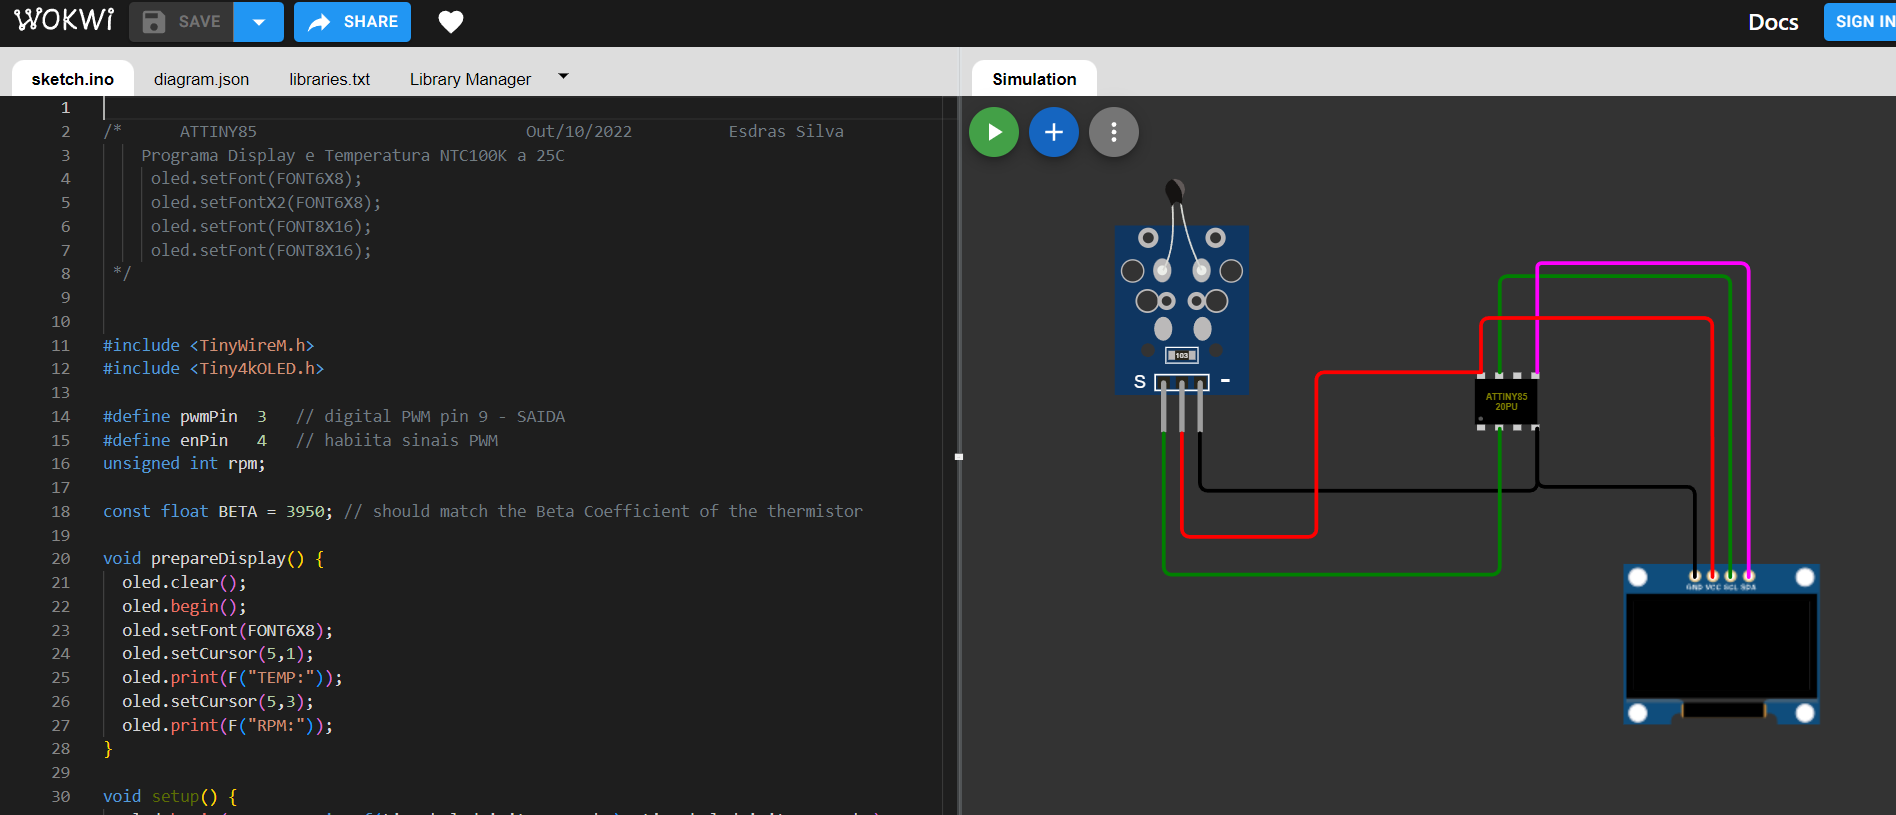 WOKWI SAVE SHARE Docs SIGN IN
sketch.ino diagram.json libraries.txt Library Manager Simulation
1
2 /* ATTINY85 Out/10/2022 Esdras Silva
3 Programa Display e Temperatura NTC100K a 25C
4 oled.setFont(FONT6X8);
5 oled.setFontX2(FONT6X8);
6 oled.setFont(FONT8X16);
7 oled.setFont(FONT8X16);
8 */
9
10
11 #include <TinyWireM.h>
12 #include <Tiny4kOLED.h>
13
14 #define pwmPin 3 // digital PWM pin 9 - SAIDA
15 #define enPin 4 // habiita sinais PWM
16 unsigned int rpm;
17
18 const float BETA = 3950; // should match the Beta Coefficient of the thermistor
19
20 void prepareDisplay() {
21 oled.clear();
22 oled.begin();
23 oled.setFont(FONT6X8);
24 oled.setCursor(5,1);
25 oled.print(F("TEMP:"));
26 oled.setCursor(5,3);
27 oled.print(F("RPM:"));
28 }
29
30 void setup() {
103
S -
ATTINY85
20PU
GND VCC SCL SDA